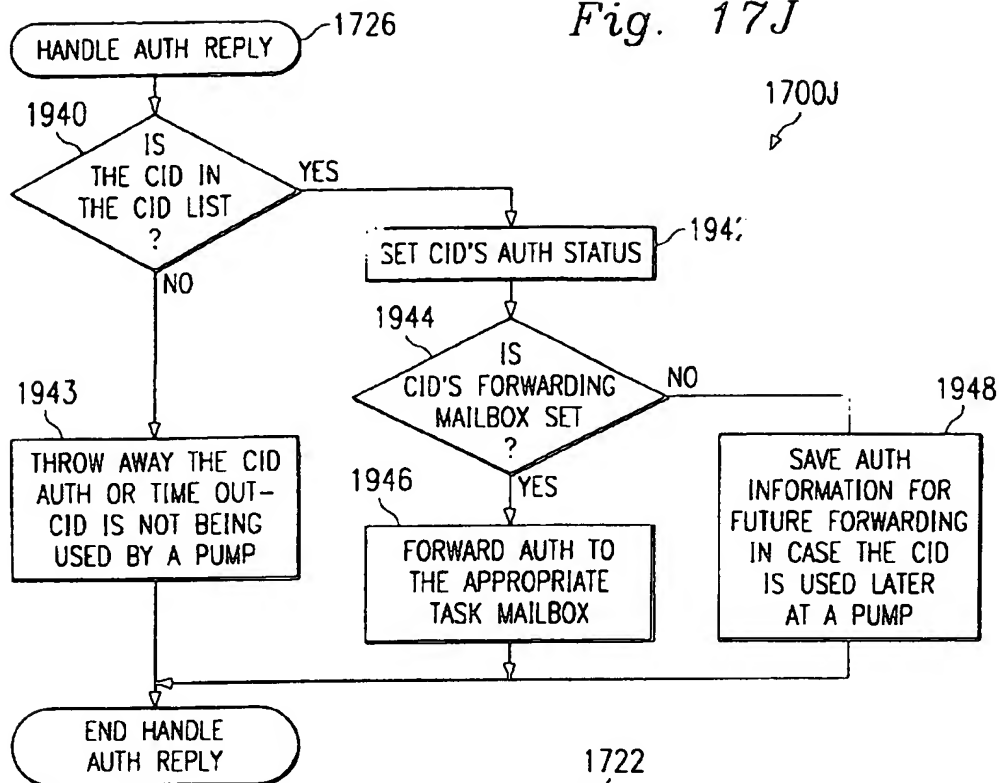 Fig. 17J
HANDLE AUTH REPLY
1726
1700J
1940
IS
THE CID IN
THE CID LIST
?
YES
NO
SET CID'S AUTH STATUS
1944
IS
CID'S FORWARDING
MAILBOX SET
?
NO
YES
1943
THROW AWAY THE CID
AUTH OR TIME OUT-
CID IS NOT BEING
USED BY A PUMP
1946
FORWARD AUTH TO
THE APPROPRIATE
TASK MAILBOX
1948
SAVE AUTH
INFORMATION FOR
FUTURE FORWARDING
IN CASE THE CID
IS USED LATER
AT A PUMP
END HANDLE
AUTH REPLY
1722